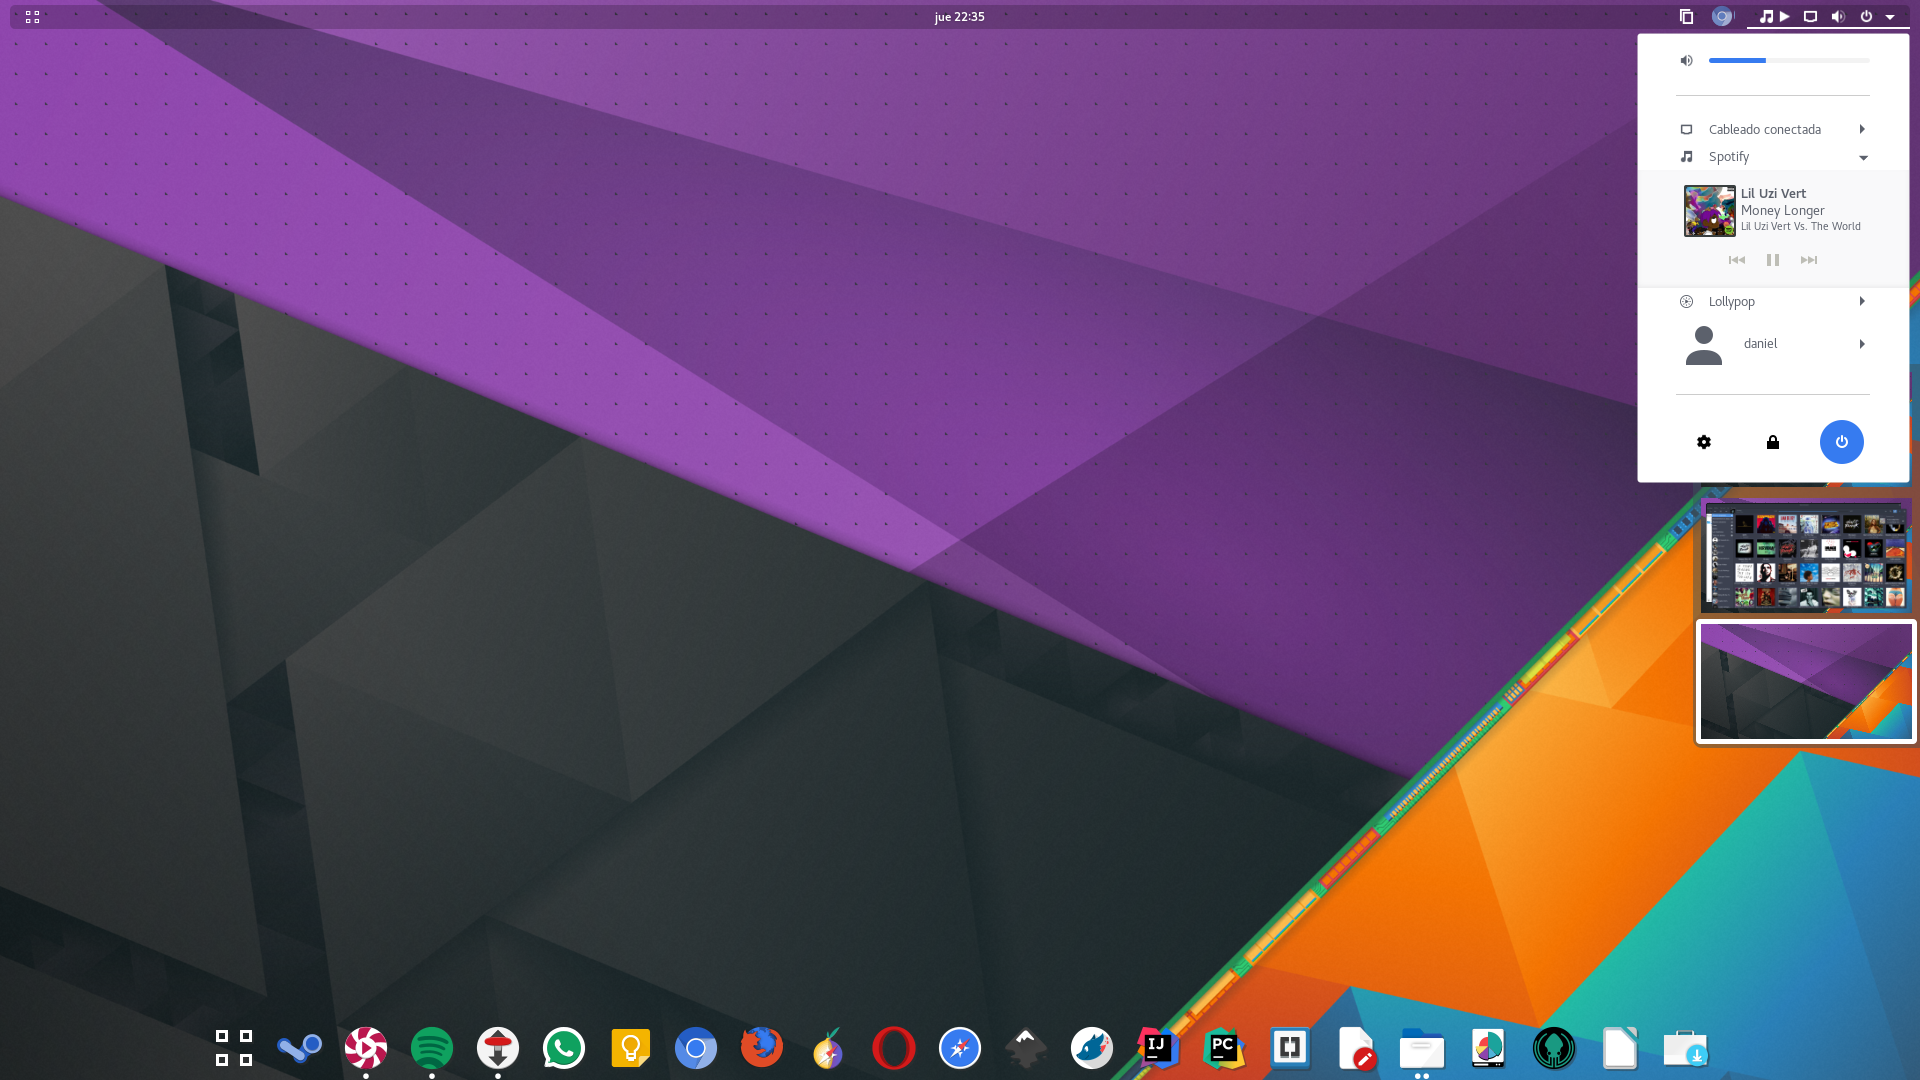 jue 22:35
Cableado conectada
Spotify
Lil Uzi Vert
Money Longer
Lil Uzi Vert Vs. The World
Lollypop
daniel
IJ
PC